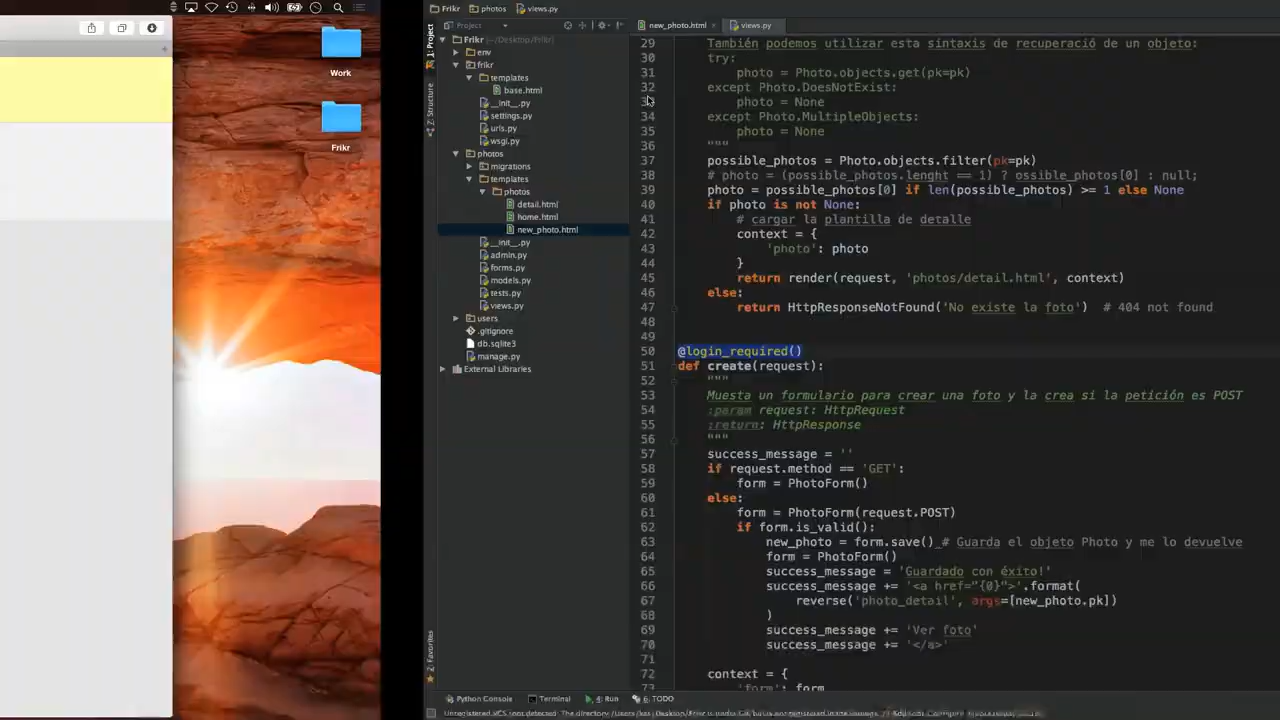 Work
Frikr
Frikr photos views.py
Project
new_photo.html
views.py
1: Project
Z: Structure
2: Favorites
Frikr (~/Desktop/Frikr)
env
frikr
templates
base.html
__init__.py
settings.py
urls.py
wsgi.py
photos
migrations
templates
photos
detail.html
home.html
new_photo.html
__init__.py
admin.py
forms.py
models.py
tests.py
views.py
users
.gitignore
db.sqlite3
manage.py
External Libraries
29 También podemos utilizar esta sintaxis de recuperació de un objeto:
30 try:
31 photo = Photo.objects.get(pk=pk)
32 except Photo.DoesNotExist:
33 photo = None
34 except Photo.MultipleObjects:
35 photo = None
36 """
37 possible_photos = Photo.objects.filter(pk=pk)
38 # photo = (possible_photos.lenght == 1) ? ossible_photos[0] : null;
39 photo = possible_photos[0] if len(possible_photos) >= 1 else None
40 if photo is not None:
41 # cargar la plantilla de detalle
42 context = {
43 'photo': photo
44 }
45 return render(request, 'photos/detail.html', context)
46 else:
47 return HttpResponseNotFound('No existe la foto') # 404 not found
48
49
50 @login_required()
51 def create(request):
52 """
53 Muesta un formulario para crear una foto y la crea si la petición es POST
54 :param request: HttpRequest
55 :return: HttpResponse
56 """
57 success_message = ''
58 if request.method == 'GET':
59 form = PhotoForm()
60 else:
61 form = PhotoForm(request.POST)
62 if form.is_valid():
63 new_photo = form.save() # Guarda el objeto Photo y me lo devuelve
64 form = PhotoForm()
65 success_message = 'Guardado con éxito!'
66 success_message += '<a href="{0}">'.format(
67 reverse('photo_detail', args=[new_photo.pk])
68 )
69 success_message += 'Ver foto'
70 success_message += '</a>'
71
72 context = {
73 'form': form
Python Console Terminal 4: Run 6: TODO